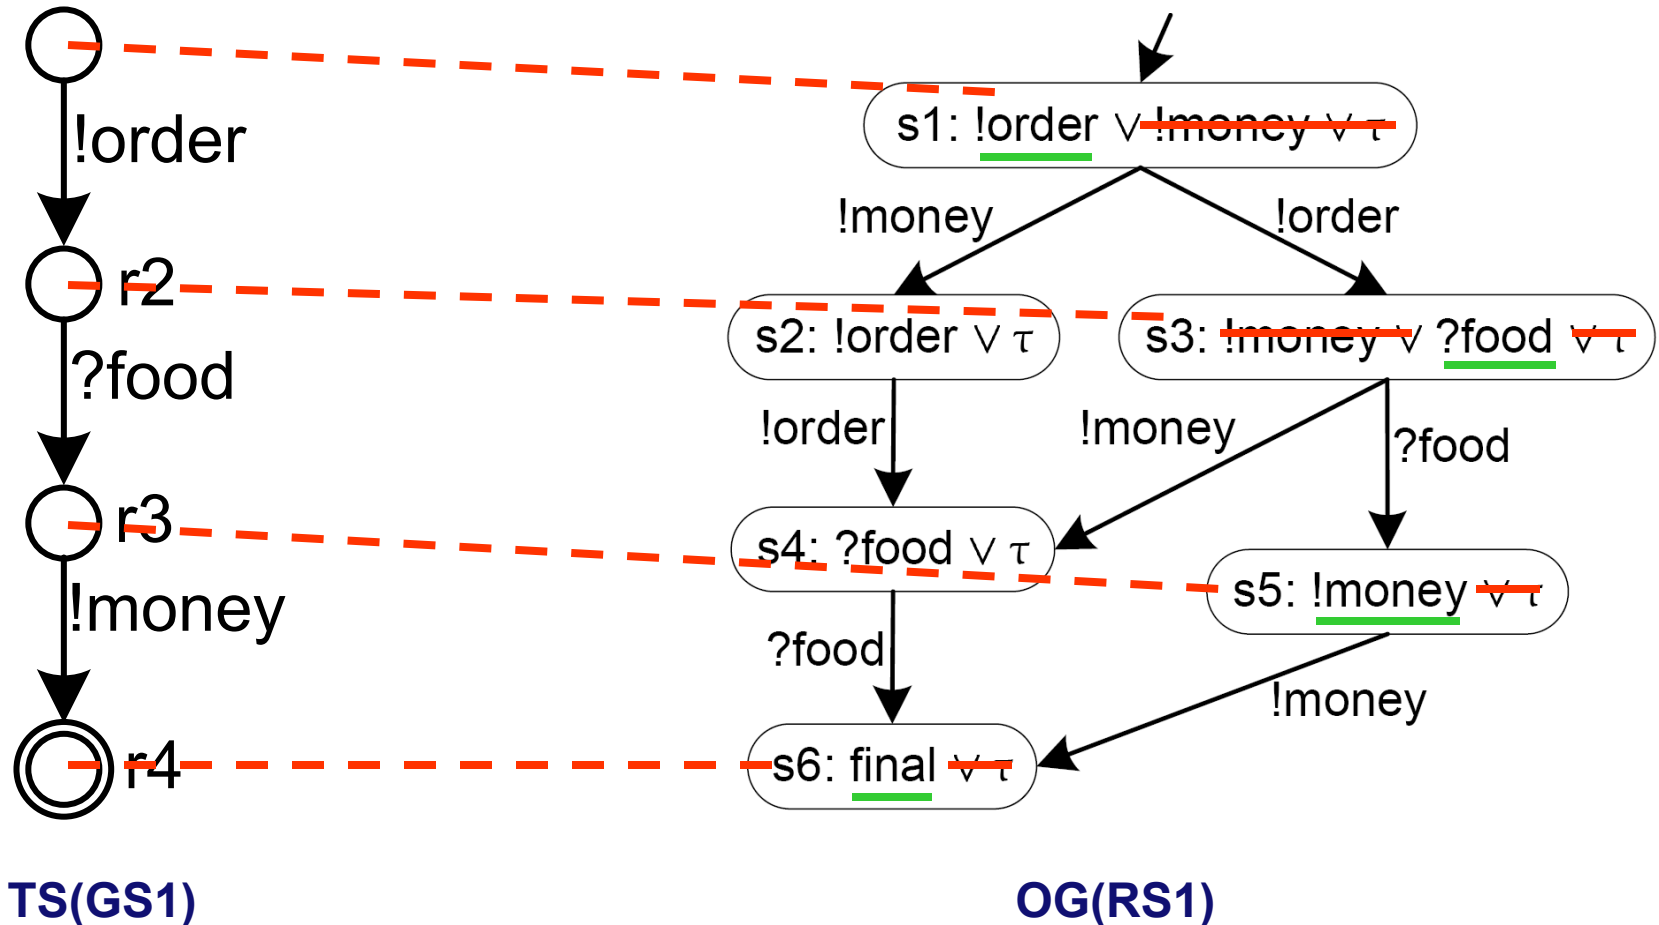 !order
r2
?food
r3
!money
r4
TS(GS1)
s1: !order ∨ !money ∨ τ
!money
!order
s2: !order ∨ τ
s3: !money ∨ ?food ∨ τ
!order
!money
?food
s4: ?food ∨ τ
s5: !money ∨ τ
?food
!money
s6: final ∨ τ
OG(RS1)